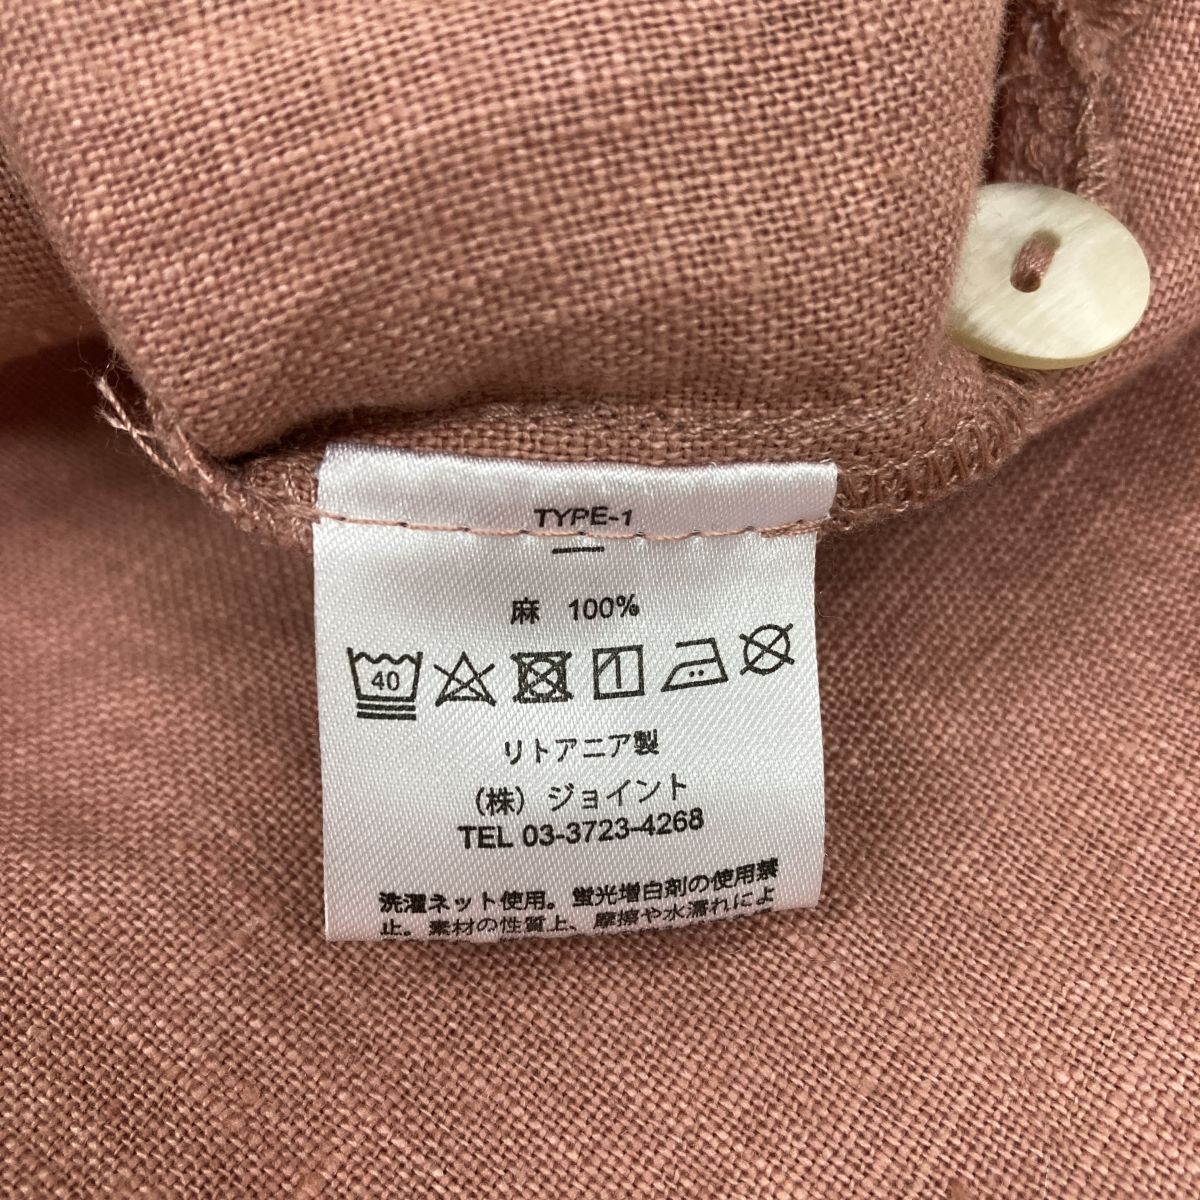 TYPE-1
麻 100%
40
リトアニア製
(株) ジョイント
TEL 03-3723-4268
洗濯ネット使用。蛍光増白剤の使用禁
止。素材の性質上、摩擦や水濡れによ